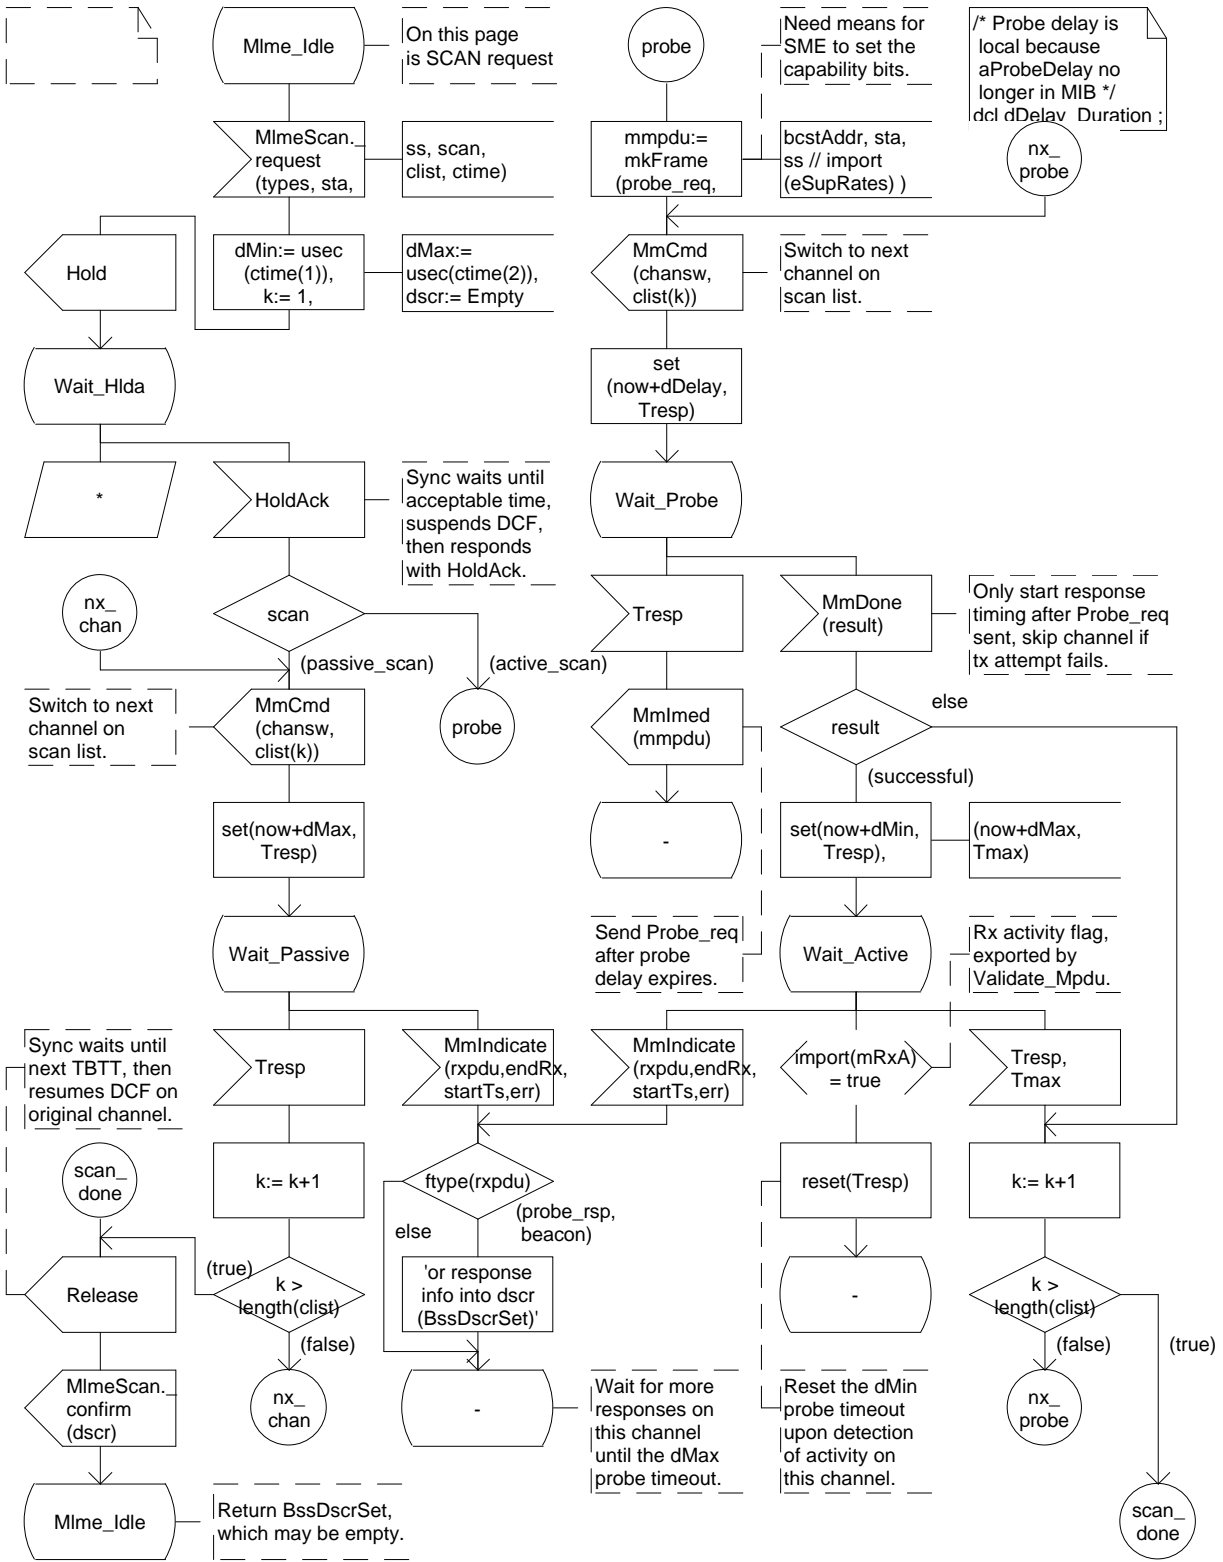 Mlme_Idle
On this page
is SCAN request
probe
Need means for
SME to set the
capability bits.
/* Probe delay is
local because
aProbeDelay no
longer in MIB */
dcl dDelay Duration ;
MlmeScan._
request
(types, sta,
ss, scan,
clist, ctime)
mmpdu:=
mkFrame
(probe_req,
bcstAddr, sta,
ss // import
(eSupRates) )
nx_
probe
Hold
dMin:= usec
(ctime(1)),
k:= 1,
dMax:=
usec(ctime(2)),
dscr:= Empty
MmCmd
(chansw,
clist(k))
Switch to next
channel on
scan list.
Wait_Hlda
set
(now+dDelay,
Tresp)
*
HoldAck
Sync waits until
acceptable time,
suspends DCF,
then responds
with HoldAck.
Wait_Probe
nx_
chan
scan
Tresp
MmDone
(result)
Only start response
timing after Probe_req
sent, skip channel if
tx attempt fails.
(passive_scan)
(active_scan)
Switch to next
channel on
scan list.
MmCmd
(chansw,
clist(k))
probe
MmImed
(mmpdu)
result
else
(successful)
set(now+dMax,
Tresp)
-
set(now+dMin,
Tresp),
(now+dMax,
Tmax)
Wait_Passive
Send Probe_req
after probe
delay expires.
Wait_Active
Rx activity flag,
exported by
Validate_Mpdu.
Sync waits until
next TBTT, then
resumes DCF on
original channel.
Tresp
MmIndicate
(rxpdu,endRx,
startTs,err)
MmIndicate
(rxpdu,endRx,
startTs,err)
import(mRxA)
= true
Tresp,
Tmax
scan_
done
k:= k+1
ftype(rxpdu)
reset(Tresp)
k:= k+1
(probe_rsp,
beacon)
else
(true)
Release
k >
length(clist)
'or response
info into dscr
(BssDscrSet)'
-
k >
length(clist)
(false)
(false)
(true)
MlmeScan._
confirm
(dscr)
nx_
chan
-
Wait for more
responses on
this channel
until the dMax
probe timeout.
Reset the dMin
probe timeout
upon detection
of activity on
this channel.
nx_
probe
Mlme_Idle
Return BssDscrSet,
which may be empty.
scan_
done